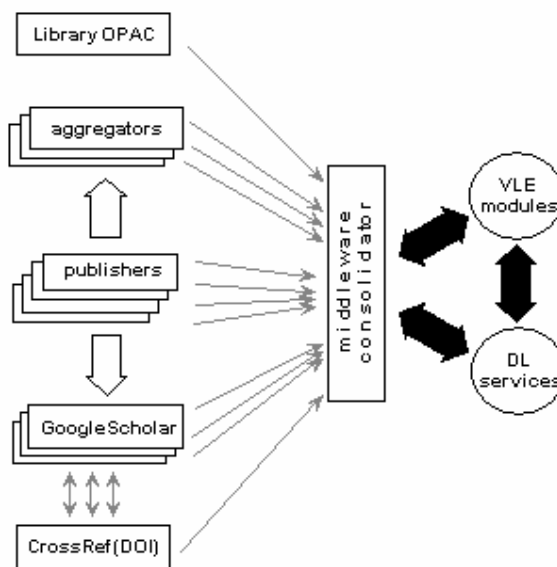 Library OPAC
aggregators
publishers
GoogleScholar
CrossRef(DOI)
middleware
consolidator
VLE
modules
DL
services